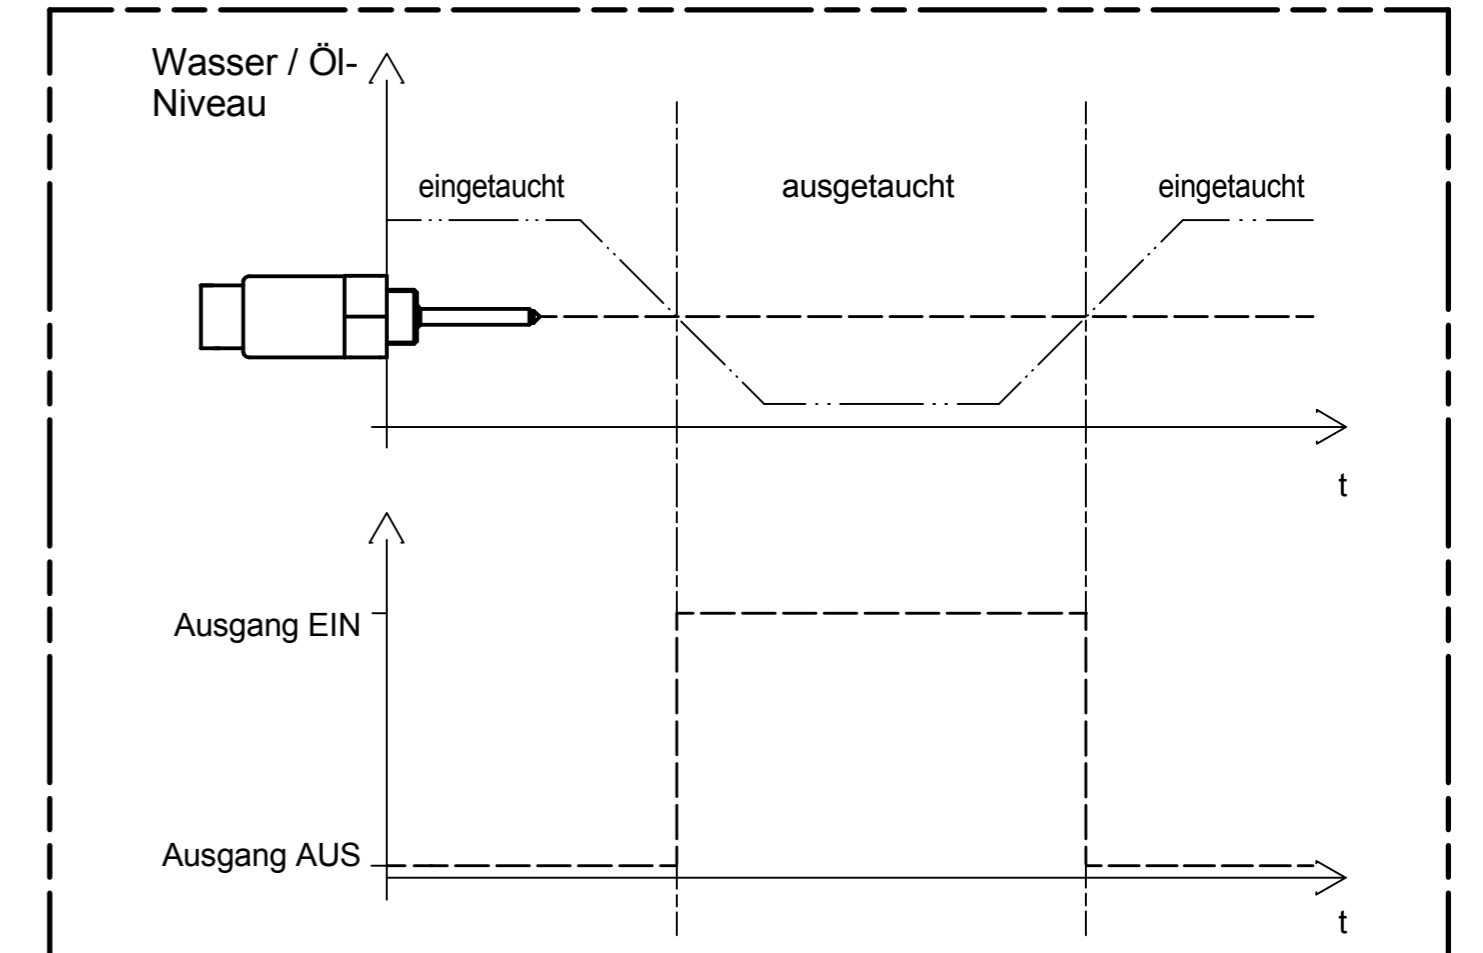 Wasser / Öl-
Niveau
eingetaucht
ausgetaucht
eingetaucht
t
Ausgang EIN
Ausgang AUS
t